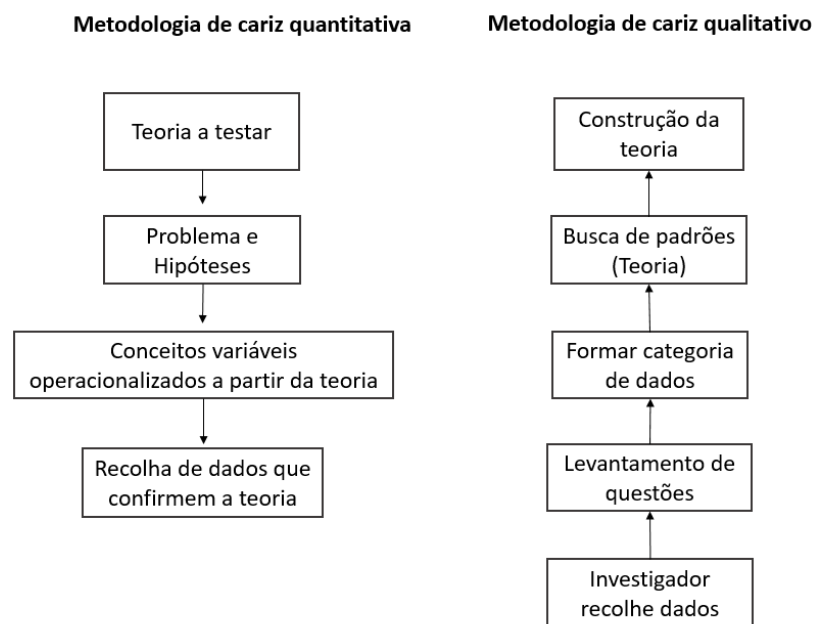 Metodologia de cariz quantitativa
Teoria a testar
Problema e
Hipóteses
Conceitos variáveis
operacionalizados a partir da teoria
Recolha de dados que
confirmem a teoria
Metodologia de cariz qualitativo
Construção da
teoria
Busca de padrões
(Teoria)
Formar categoria
de dados
Levantamento de
questões
Investigador
recolhe dados